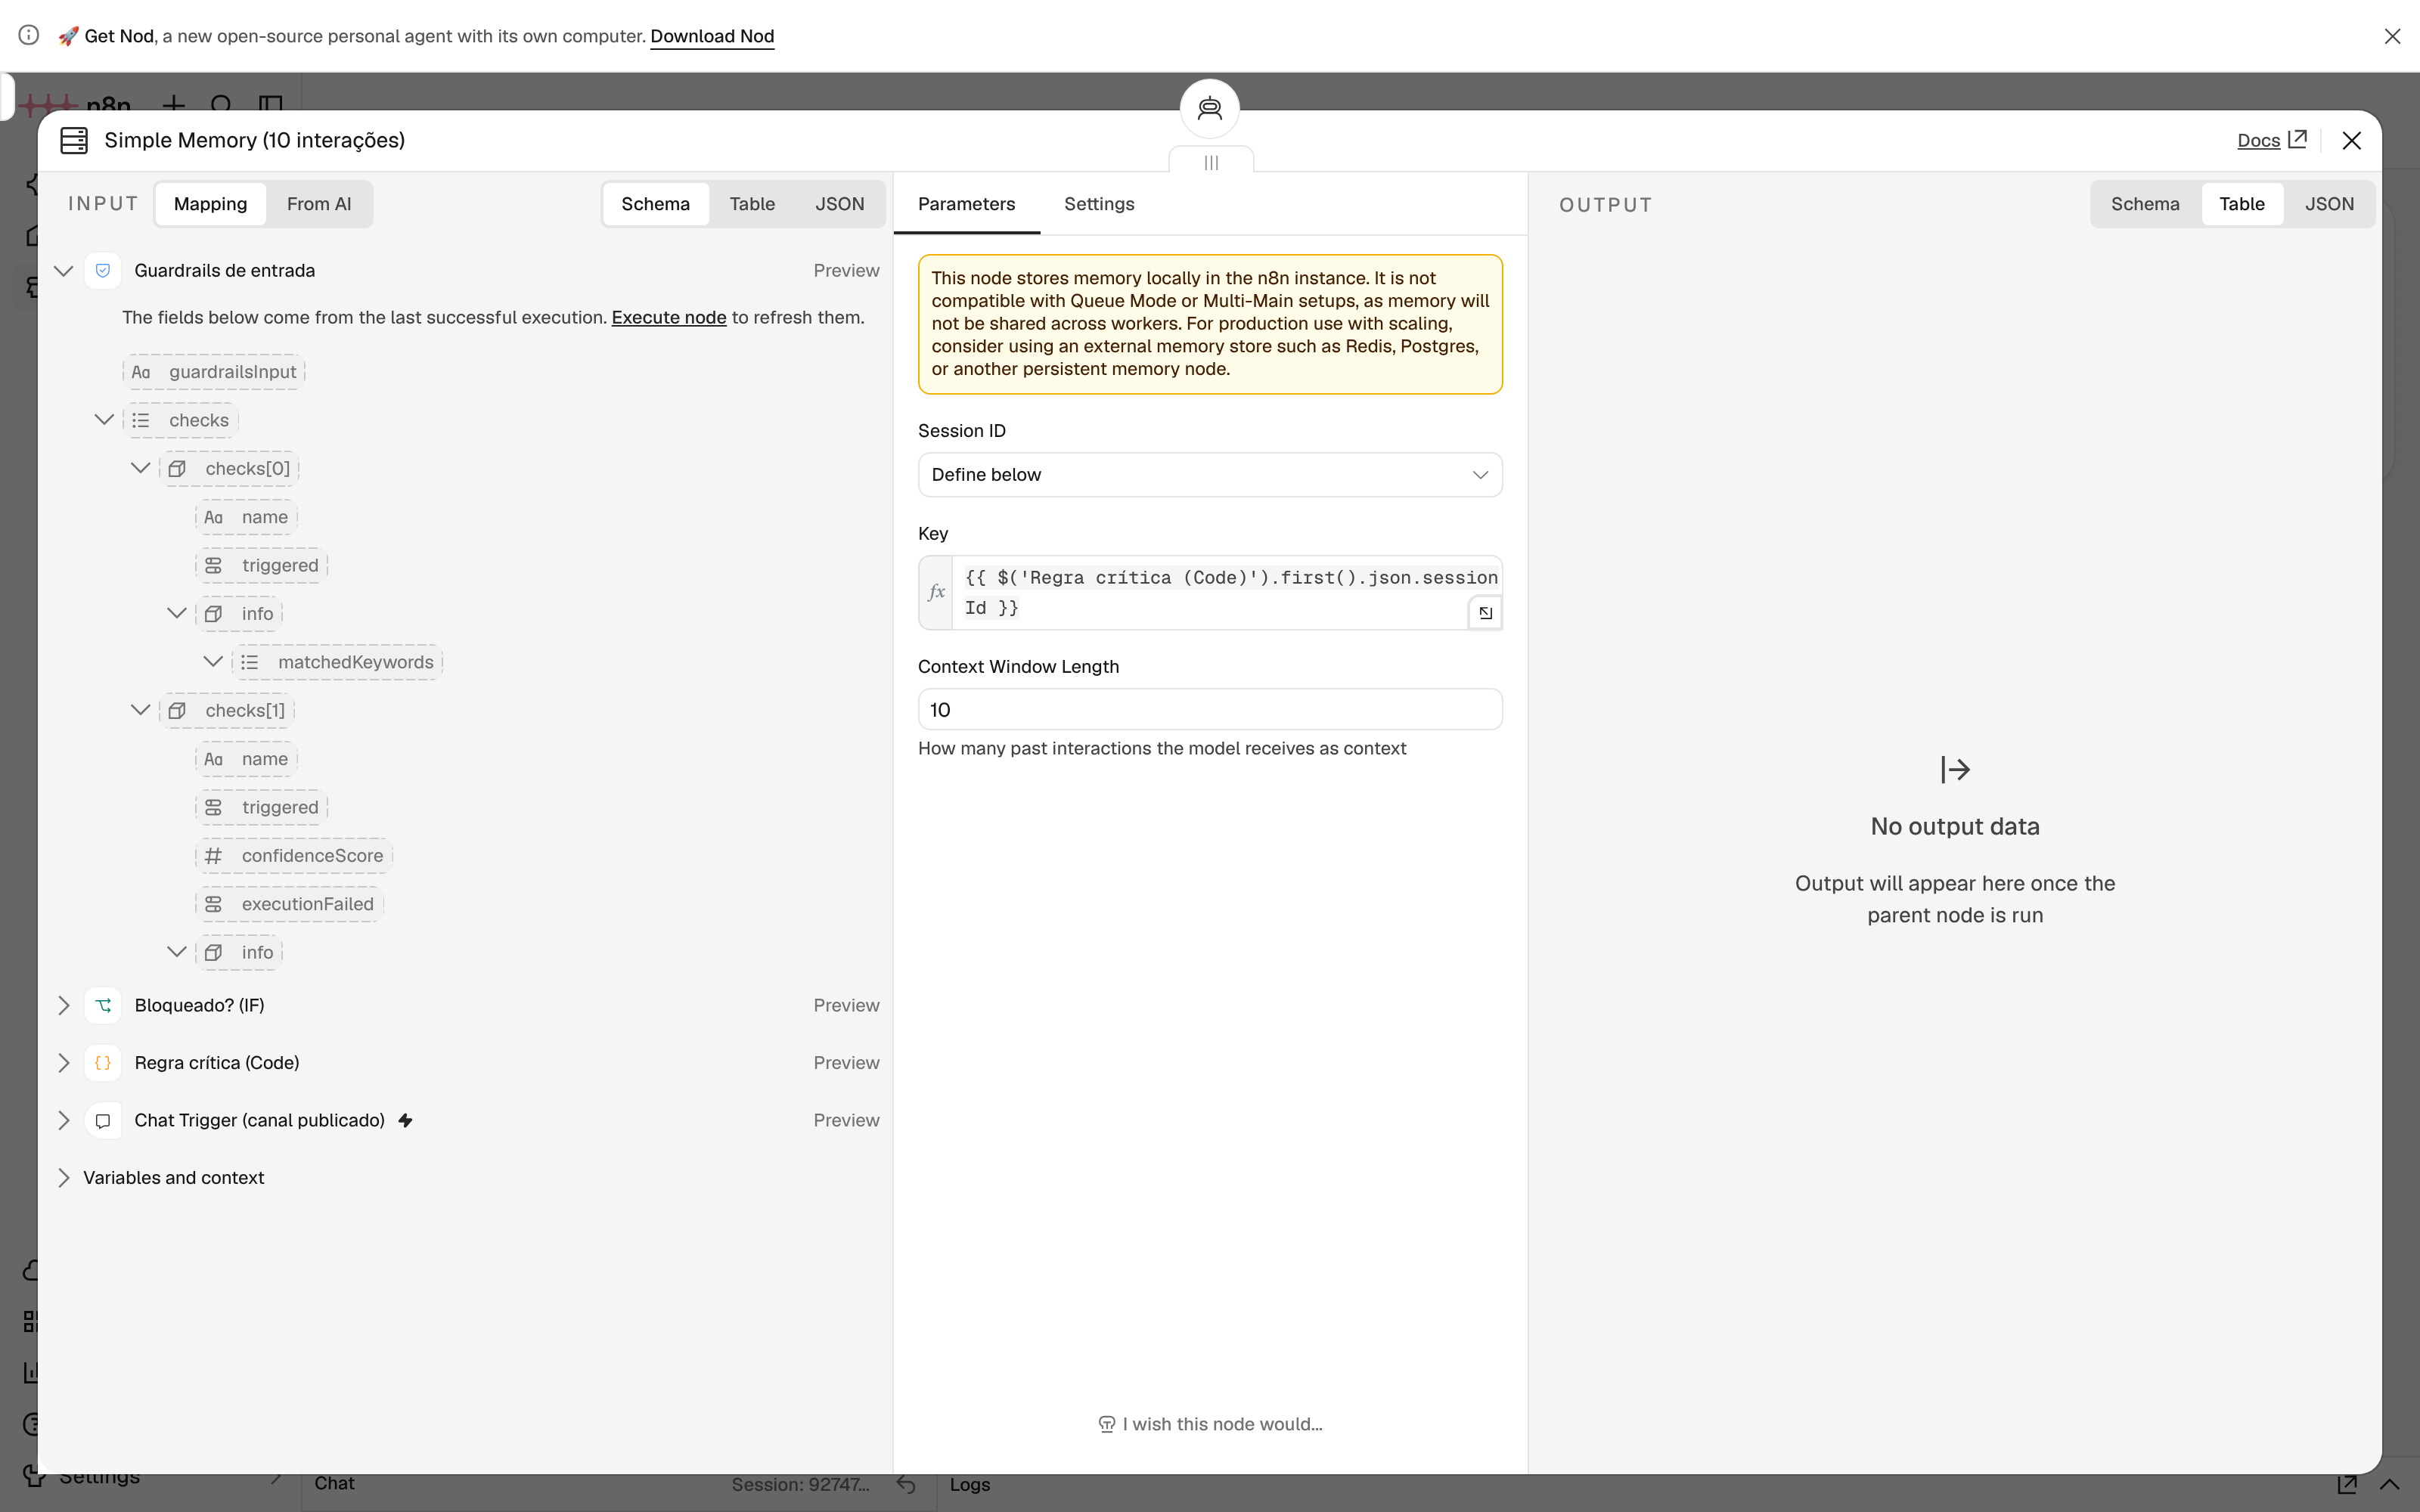 🚀 Get Nod, a new open-source personal agent with its own computer. Download Nod
n8n
Simple Memory (10 interações)
Docs
INPUT
Mapping
From AI
Schema
Table
JSON
Guardrails de entrada
Preview
The fields below come from the last successful execution. Execute node to refresh them.
Aa guardrailsInput
checks
checks[0]
Aa name
triggered
info
matchedKeywords
checks[1]
Aa name
triggered
# confidenceScore
executionFailed
info
Bloqueado? (IF)
Preview
Regra crítica (Code)
Preview
Chat Trigger (canal publicado)
Preview
Variables and context
Parameters
Settings
This node stores memory locally in the n8n instance. It is not
compatible with Queue Mode or Multi-Main setups, as memory will
not be shared across workers. For production use with scaling,
consider using an external memory store such as Redis, Postgres,
or another persistent memory node.
Session ID
Define below
Key
fx
{{ $('Regra crítica (Code)').first().json.session
Id }}
Context Window Length
10
How many past interactions the model receives as context
I wish this node would...
OUTPUT
Schema
Table
JSON
No output data
Output will appear here once the
parent node is run
Settings
Chat
Session: 92747...
Logs